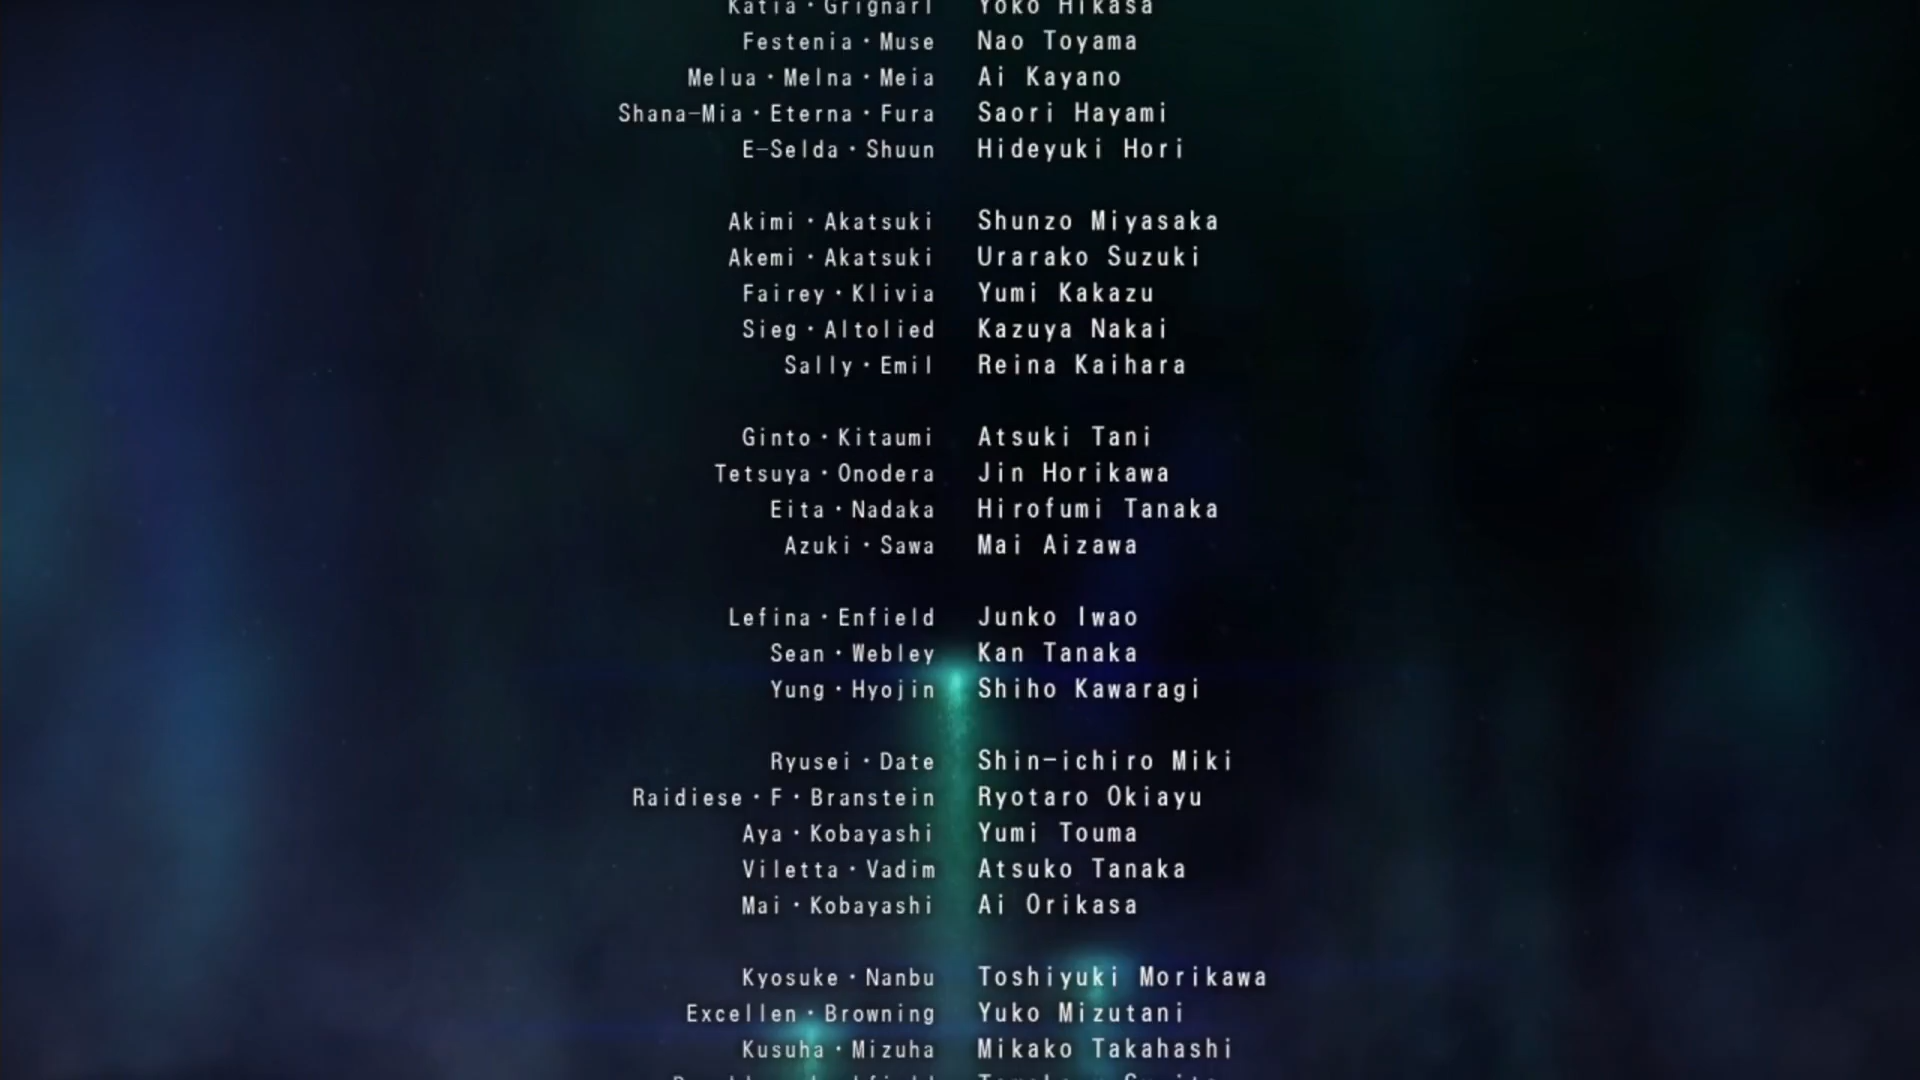 Katia・Grignarl Yoko Hikasa
Festenia・Muse Nao Toyama
Melua・Melna・Meia Ai Kayano
Shana-Mia・Eterna・Fura Saori Hayami
E-Selda・Shuun Hideyuki Hori
Akimi・Akatsuki Shunzo Miyasaka
Akemi・Akatsuki Urarako Suzuki
Fairey・Klivia Yumi Kakazu
Sieg・Altolied Kazuya Nakai
Sally・Emil Reina Kaihara
Ginto・Kitaumi Atsuki Tani
Tetsuya・Onodera Jin Horikawa
Eita・Nadaka Hirofumi Tanaka
Azuki・Sawa Mai Aizawa
Lefina・Enfield Junko Iwao
Sean・Webley Kan Tanaka
Yung・Hyojin Shiho Kawaragi
Ryusei・Date Shin-ichiro Miki
Raidiese・F・Branstein Ryotaro Okiayu
Aya・Kobayashi Yumi Touma
Viletta・Vadim Atsuko Tanaka
Mai・Kobayashi Ai Orikasa
Kyosuke・Nanbu Toshiyuki Morikawa
Excellen・Browning Yuko Mizutani
Kusuha・Mizuha Mikako Takahashi